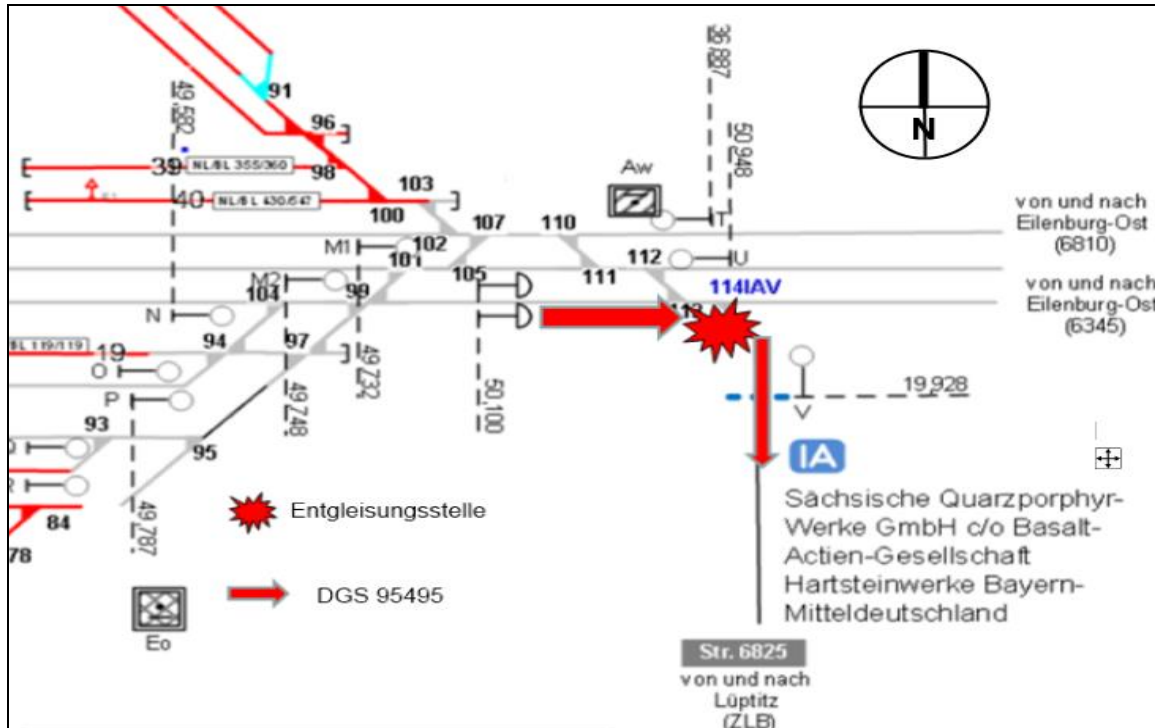 36,887
91
49,582
96
50,948
39
NL/BL 355/360
98
Aw
N
40
NL/BL 430/547
103
100
107
110
T
von und nach
Eilenburg-Ost
(6810)
M1
102
101
112
U
105
111
114IAV
von und nach
Eilenburg-Ost
(6345)
M2
104
99
N
94
97
BL 119/119
19
49,732
O
49,748
50,100
19,928
P
V
93
95
IA
R
49,787
84
78
Entgleisungsstelle
Sächsische Quarzporphyr-
Werke GmbH c/o Basalt-
Actien-Gesellschaft
Hartsteinwerke Bayern-
Mitteldeutschland
DGS 95495
Eo
Str. 6825
von und nach
Lüptitz
(ZLB)